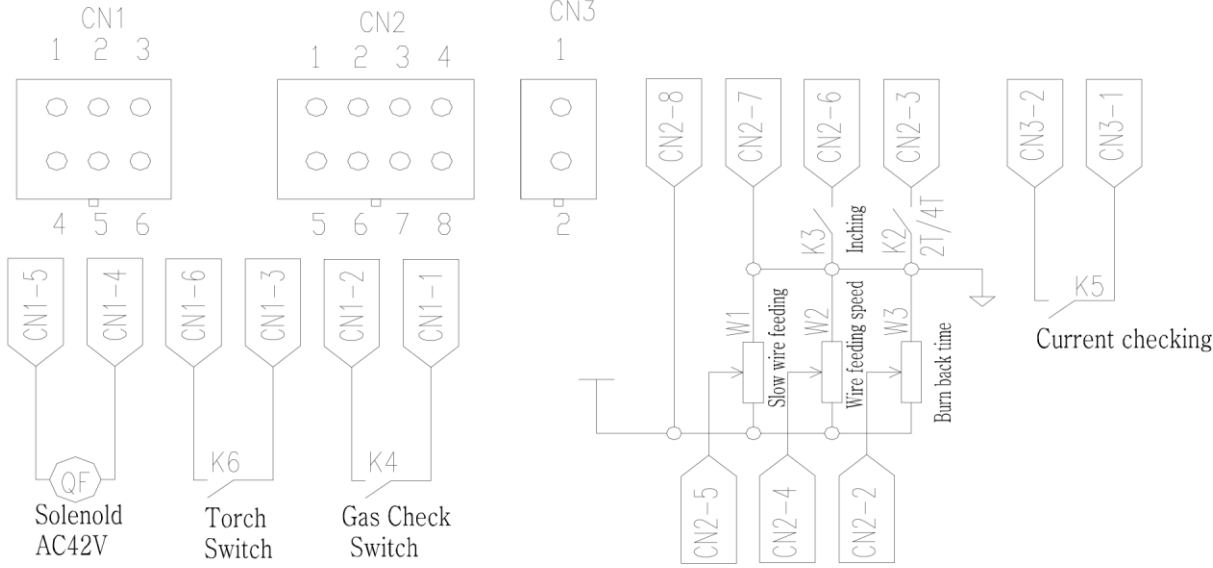 CN1
1 2 3
4 5 6
CN2
1 2 3 4
5 6 7 8
CN3
1
2
CN2-8
CN2-7
CN2-6
CN2-3
CN3-2
CN3-1
K3
Inching
K2
2T/4T
K5
Current checking
CN1-5
CN1-4
CN1-6
CN1-3
CN1-2
CN1-1
QF
Solenold
AC42V
K6
Torch
Switch
K4
Gas Check
Switch
W1
Slow wire feeding
W2
Wire feeding speed
W3
Burn back time
CN2-5
CN2-4
CN2-2